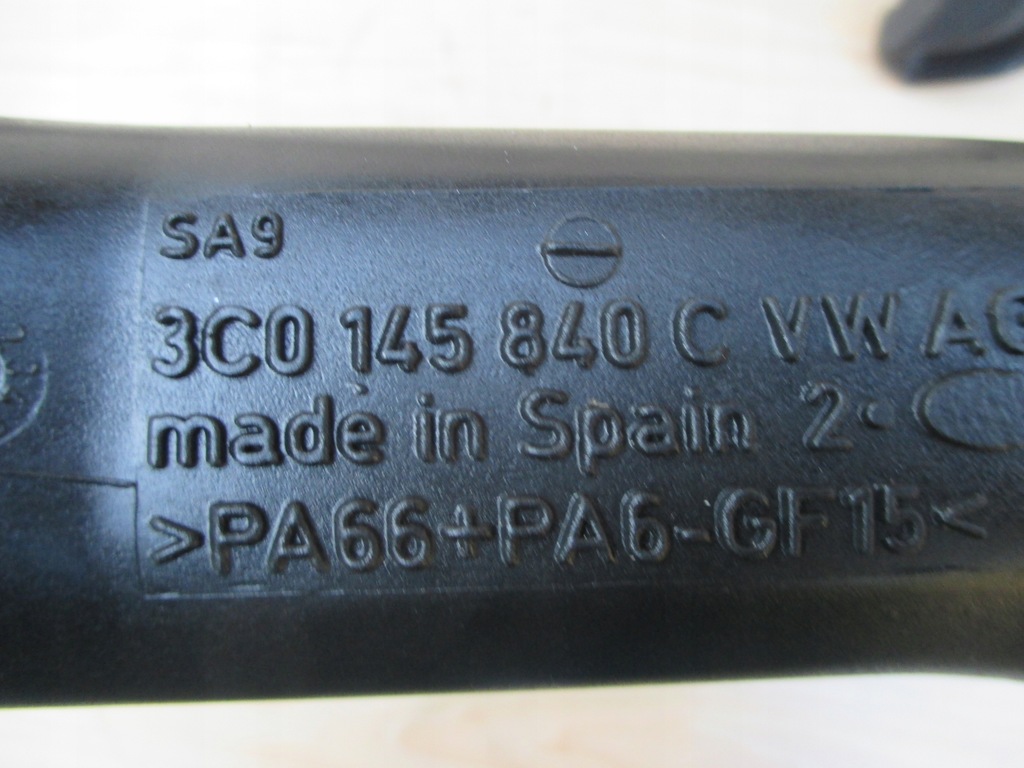 SA9
3C0 145 840 C VW AG
made in Spain 2.
>PA66+PA6-GF15<